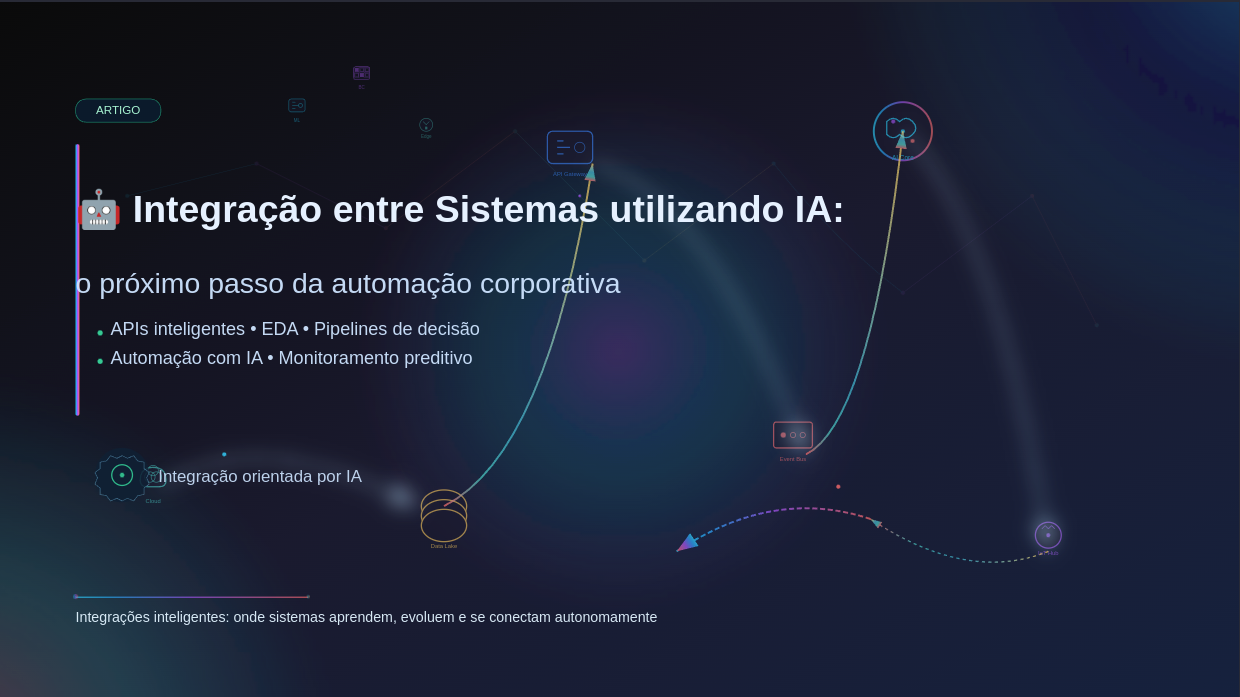 ARTIGO
ML
Edge
API Gateway
🤖 Integração entre Sistemas utilizando IA:
o próximo passo da automação corporativa
• APIs inteligentes • EDA • Pipelines de decisão
• Automação com IA • Monitoramento preditivo
Event Bus
Integração orientada por IA
Cloud
Data Lake
Integrações inteligentes: onde sistemas aprendem, evoluem e se conectam autonomamente